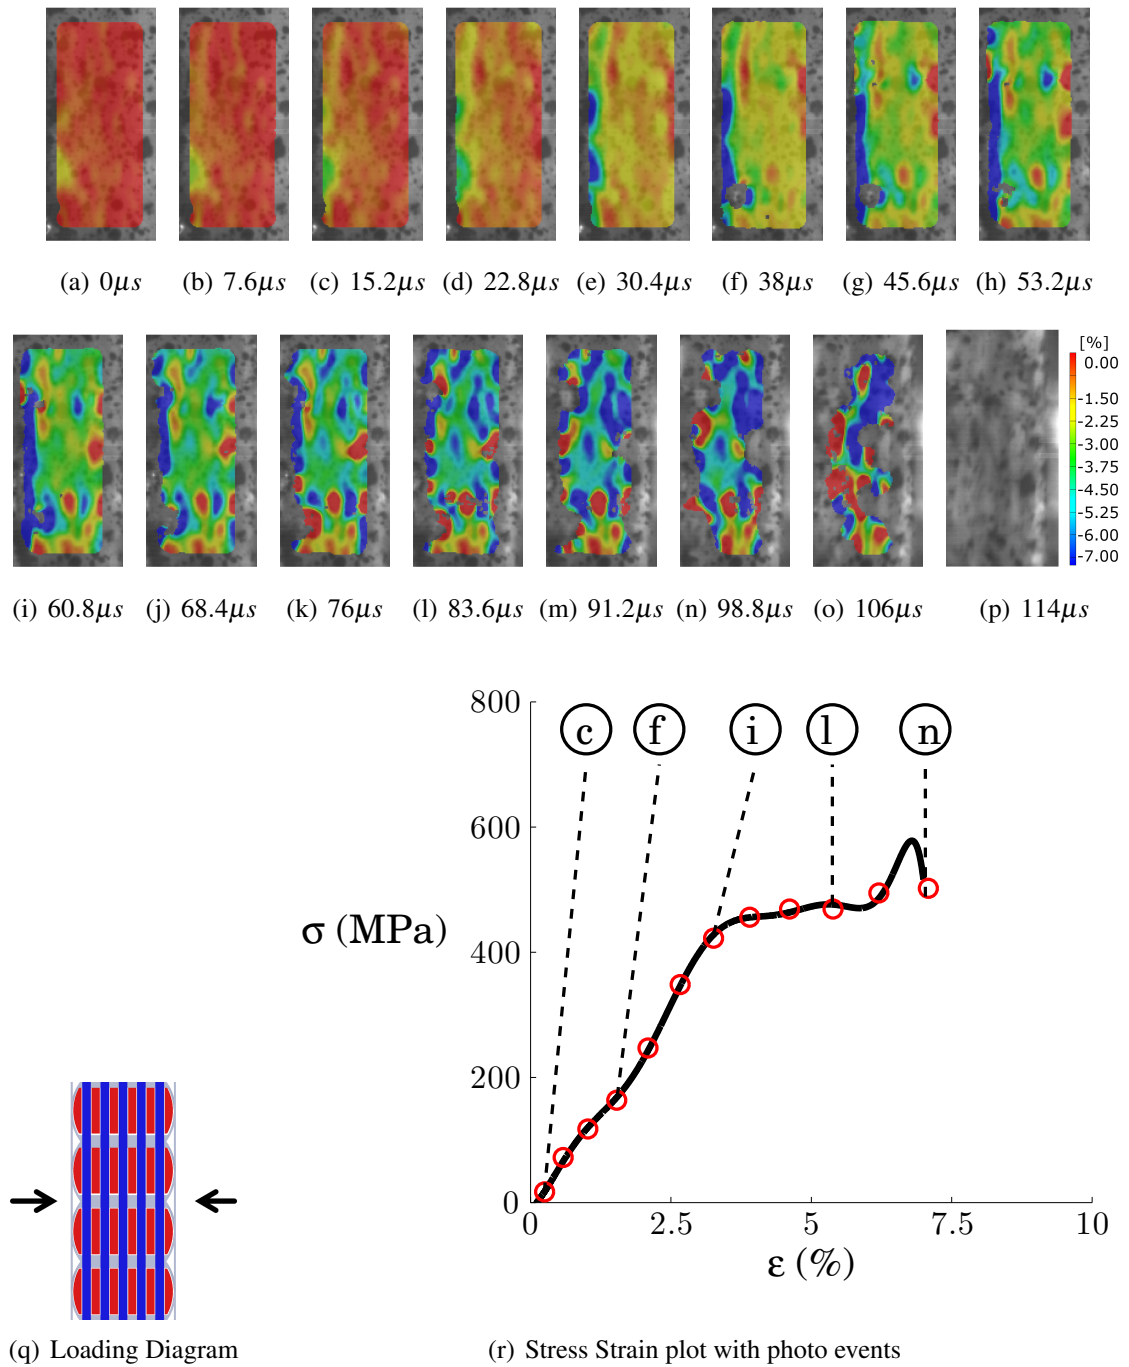 (a) 0μs (b) 7.6μs (c) 15.2μs (d) 22.8μs (e) 30.4μs (f) 38μs (g) 45.6μs (h) 53.2μs
[%]
0.00
-1.50
-2.25
-3.00
-3.75
-4.50
-5.25
-6.00
-7.00
(i) 60.8μs (j) 68.4μs (k) 76μs (l) 83.6μs (m) 91.2μs (n) 98.8μs (o) 106μs (p) 114μs
800
c f i l n
600
σ (MPa)
400
200
0
0 2.5 5 7.5 10
ε (%)
(q) Loading Diagram (r) Stress Strain plot with photo events